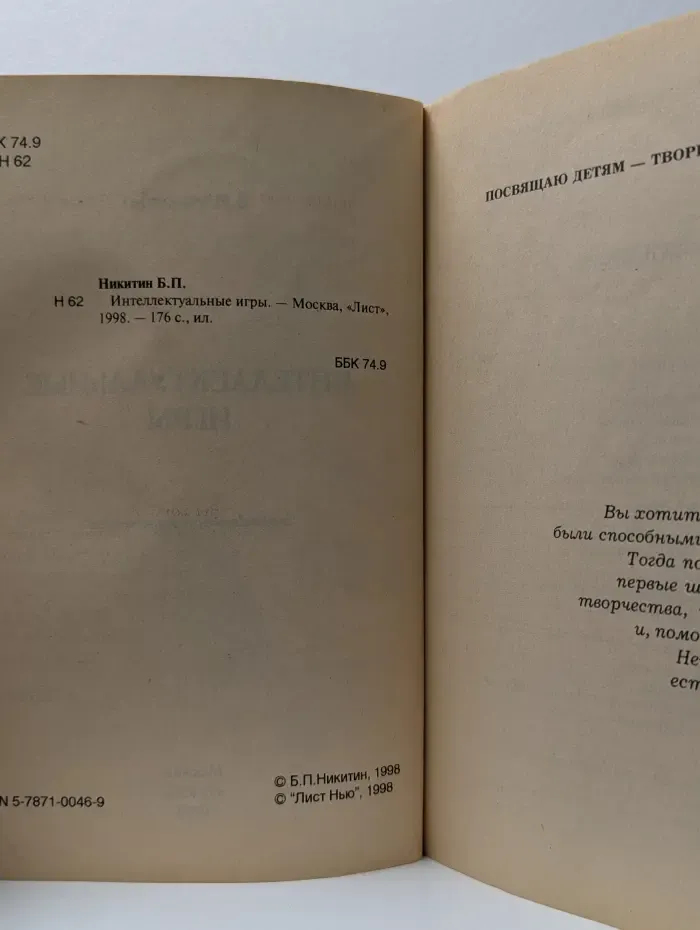 К 74.9
Н 62
Никитин Б.П.
Н 62 Интеллектуальные игры. — Москва, «Лист»,
1998. — 176 с., ил.
ББК 74.9
© Б.П.Никитин, 1998
© "Лист Нью", 1998
N 5-7871-0046-9
ПОСВЯЩАЮ ДЕТЯМ — ТВОР
Вы хотит
были способными
Тогда по
первые ш
творчества,
и, помо
Не
ест